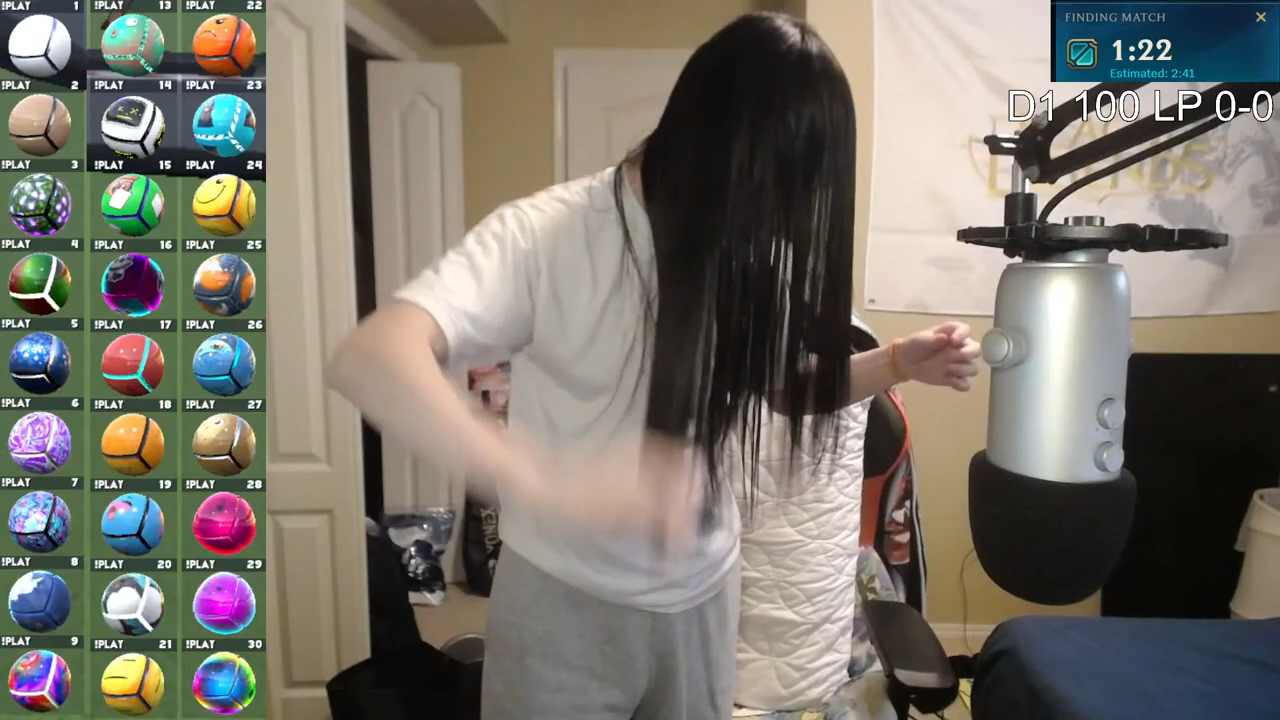 !PLAY 1
!PLAY 13
!PLAY 22
!PLAY 2
!PLAY 14
!PLAY 23
!PLAY 3
!PLAY 15
!PLAY 24
!PLAY 4
!PLAY 16
!PLAY 25
!PLAY 5
!PLAY 17
!PLAY 26
!PLAY 6
!PLAY 18
!PLAY 27
!PLAY 7
!PLAY 19
!PLAY 28
!PLAY 8
!PLAY 20
!PLAY 29
!PLAY 9
!PLAY 21
!PLAY 30
FINDING MATCH
1:22
Estimated: 2:41
D1 100 LP 0-0